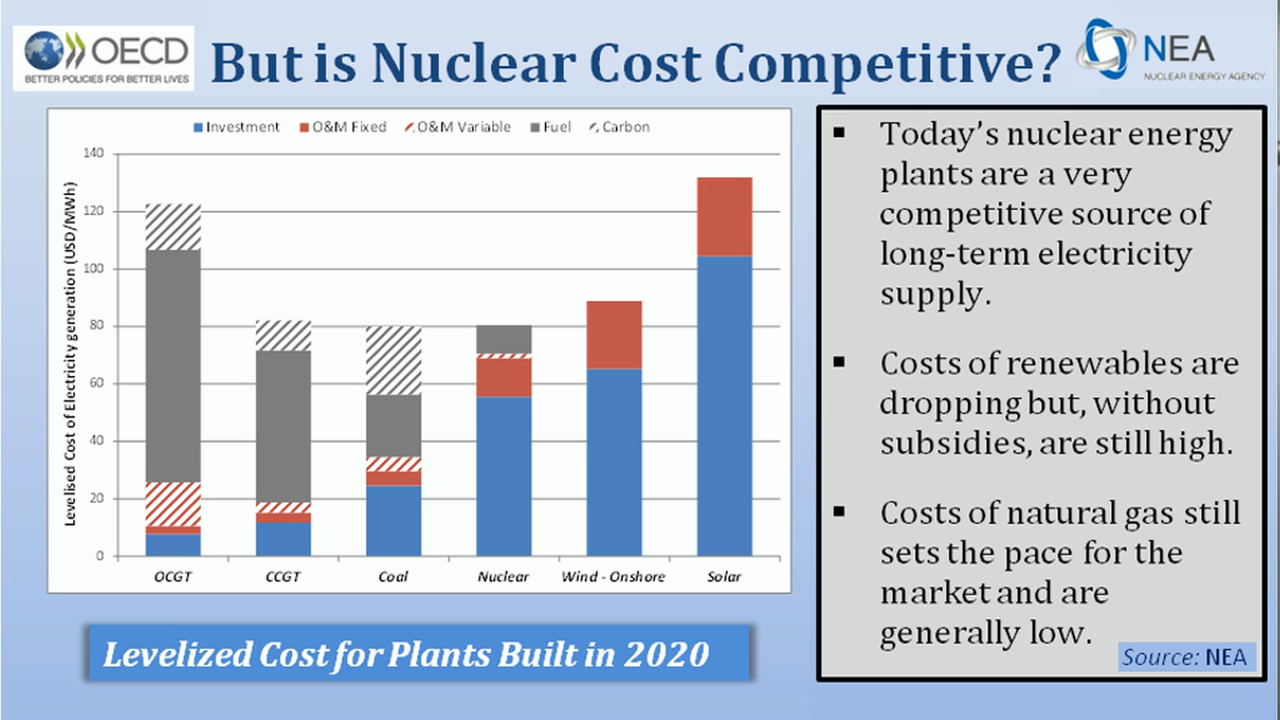 OECD
BETTER POLICIES FOR BETTER LIVES
But is Nuclear Cost Competitive?
NEA
NUCLEAR ENERGY AGENCY
Investment O&M Fixed O&M Variable Fuel Carbon
Levelised Cost of Electricity generation (USD/MWh)
140
120
100
80
60
40
20
0
OCGT CCGT Coal Nuclear Wind - Onshore Solar
Levelized Cost for Plants Built in 2020
▪ Today's nuclear energy
plants are a very
competitive source of
long-term electricity
supply.
▪ Costs of renewables are
dropping but, without
subsidies, are still high.
▪ Costs of natural gas still
sets the pace for the
market and are
generally low.
Source: NEA